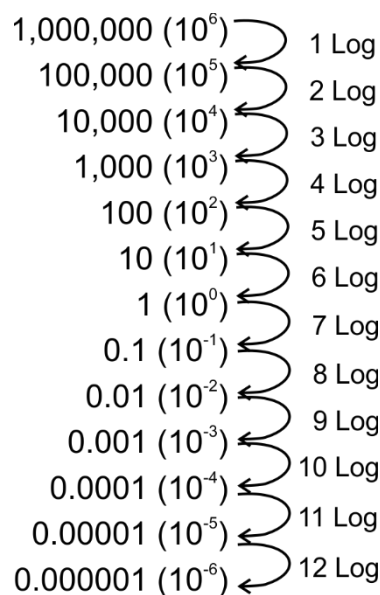 1,000,000 (10⁶)
1 Log
100,000 (10⁵)
2 Log
10,000 (10⁴)
3 Log
1,000 (10³)
4 Log
100 (10²)
5 Log
10 (10¹)
6 Log
1 (10⁰)
7 Log
0.1 (10⁻¹)
8 Log
0.01 (10⁻²)
9 Log
0.001 (10⁻³)
10 Log
0.0001 (10⁻⁴)
11 Log
0.00001 (10⁻⁵)
12 Log
0.000001 (10⁻⁶)